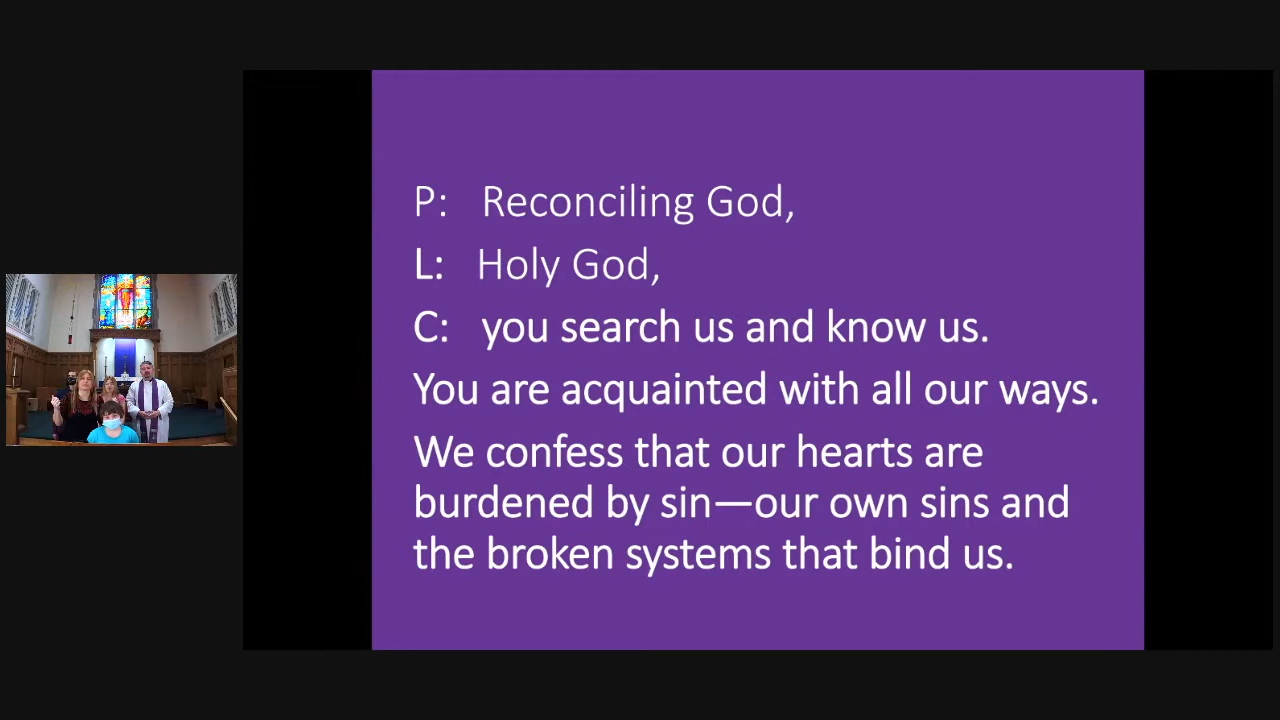 P: Reconciling God,
L: Holy God,
C: you search us and know us.
You are acquainted with all our ways.
We confess that our hearts are
burdened by sin—our own sins and
the broken systems that bind us.